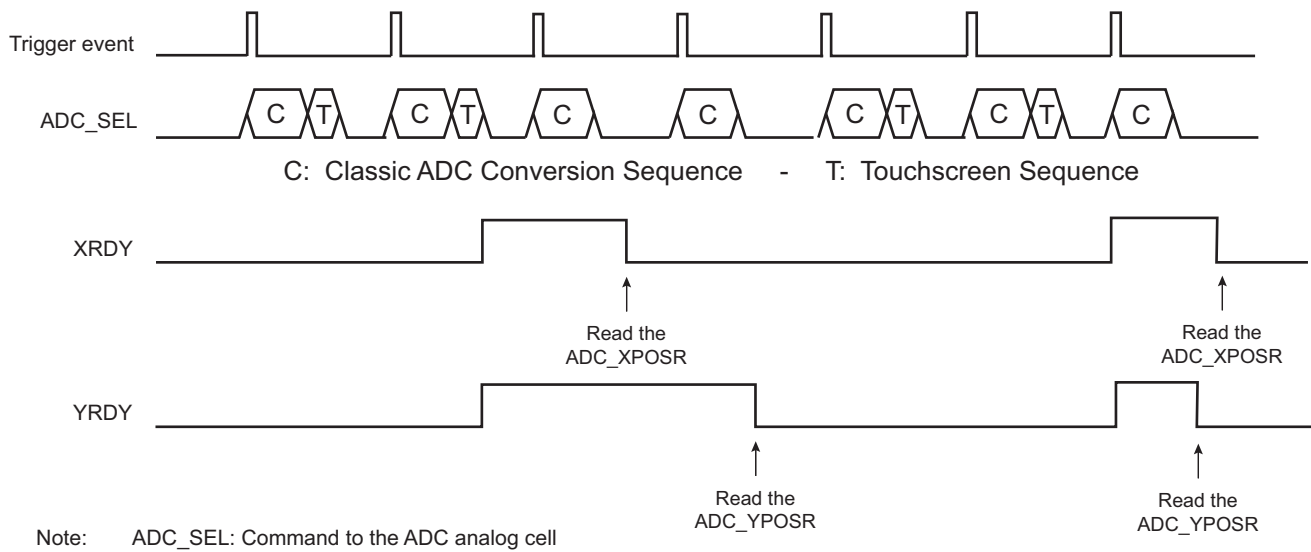 Trigger event
ADC_SEL
C T C T C C C T C T C
C: Classic ADC Conversion Sequence - T: Touchscreen Sequence
XRDY
Read the
ADC_XPOSR
Read the
ADC_XPOSR
YRDY
Read the
ADC_YPOSR
Read the
ADC_YPOSR
Note: ADC_SEL: Command to the ADC analog cell